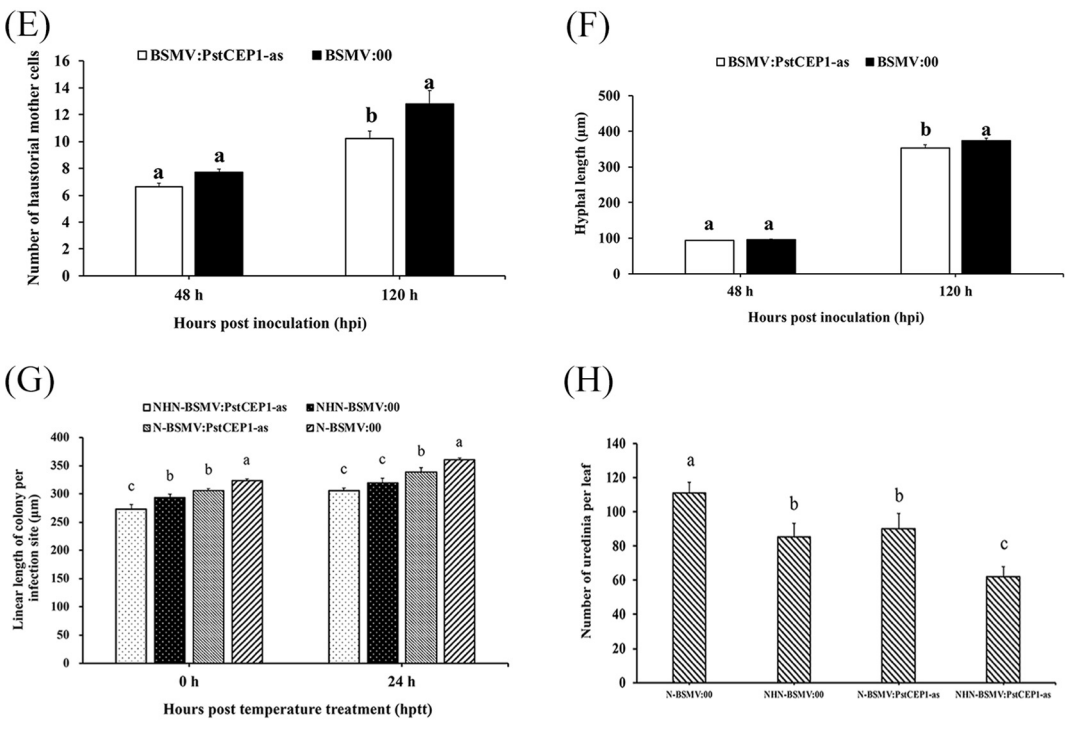 (E)
BSMV:PstCEP1-as BSMV:00
Number of haustorial mother cells
16
14
12
10
8
6
4
2
0
a
a
b
a
48 h 120 h
Hours post inoculation (hpi)
(F)
BSMV:PstCEP1-as BSMV:00
Hyphal length (μm)
500
400
300
200
100
0
a
a
b
a
48 h 120 h
Hours post inoculation (hpi)
(G)
NHN-BSMV:PstCEP1-as NHN-BSMV:00
N-BSMV:PstCEP1-as N-BSMV:00
Linear length of colony per
infection site (μm)
400
350
300
250
200
150
100
50
0
c
b
b
a
c
c
b
a
0 h 24 h
Hours post temperature treatment (hptt)
(H)
Number of uredinia per leaf
140
120
100
80
60
40
20
0
a
b
b
c
N-BSMV:00 NHN-BSMV:00 N-BSMV:PstCEP1-as NHN-BSMV:PstCEP1-as